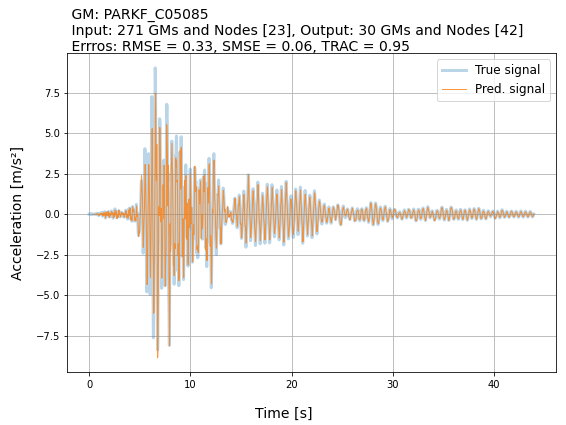 GM: PARKF_C05085
Input: 271 GMs and Nodes [23], Output: 30 GMs and Nodes [42]
Errros: RMSE = 0.33, SMSE = 0.06, TRAC = 0.95
True signal
Pred. signal
Acceleration [m/s²]
7.5
5.0
2.5
0.0
−2.5
−5.0
−7.5
0 10 20 30 40
Time [s]